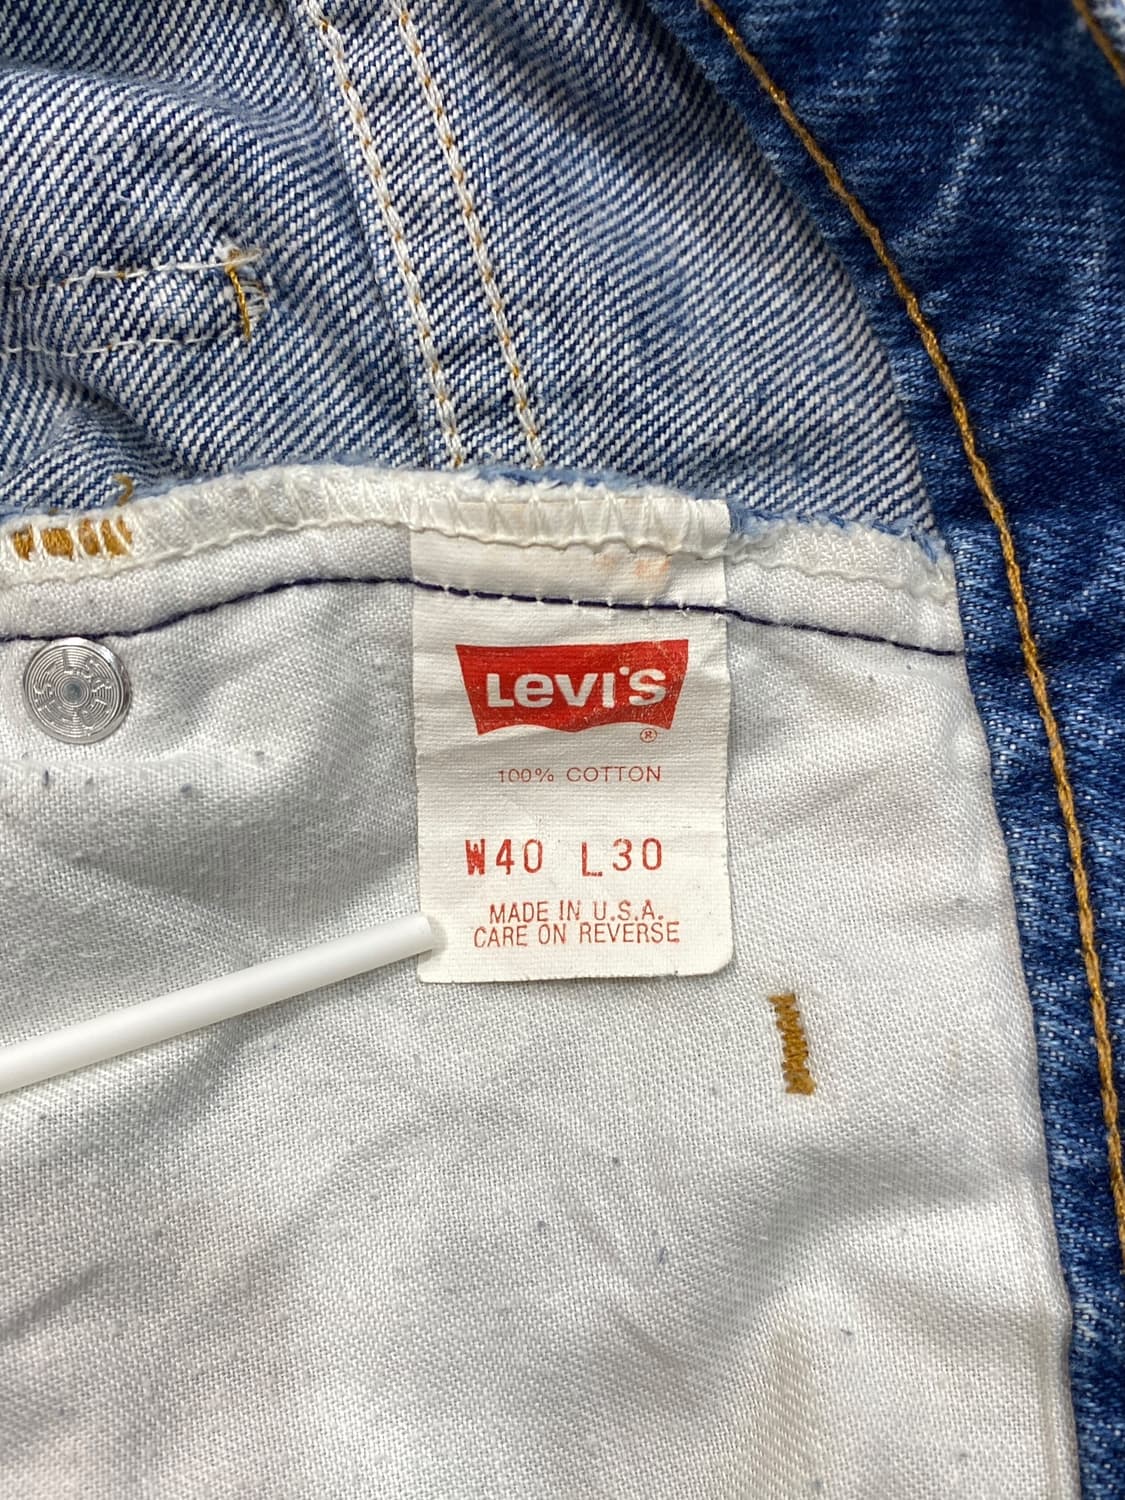 LEVI'S
®
100% COTTON
W40 L30
MADE IN U.S.A.
CARE ON REVERSE